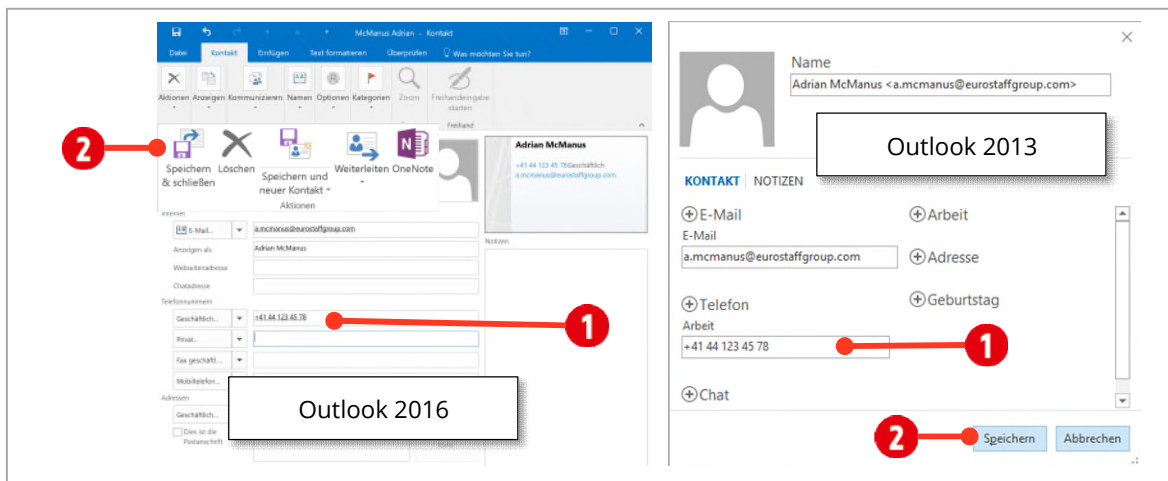 McManus Adrian - Kontakt
Datei Kontakt Einfügen Text formatieren Überprüfen Was möchten Sie tun?
Aktionen Anzeigen Kommunizieren Namen Optionen Kategorien Zoom Freihandeingabe
starten
Freihand
2
Speichern Löschen Speichern und Weiterleiten OneNote
& schließen neuer Kontakt
Aktionen
Adrian McManus
+41 44 123 45 78 Geschäftlich
a.mcmanus@eurostaffgroup.com
Internet
E-Mail... a.mcmanus@eurostaffgroup.com
Notizen
Anzeigen als Adrian McManus
Webseitenadresse
Chatadresse
Telefonnummern
Geschäftlich... +41 44 123 45 78
1
Privat...
Fax geschäftl...
Mobiltelefon...
Adressen
Geschäftlich...
Dies ist die
Postanschrift
Outlook 2016
Name
Adrian McManus <a.mcmanus@eurostaffgroup.com>
Outlook 2013
KONTAKT NOTIZEN
E-Mail Arbeit
E-Mail
a.mcmanus@eurostaffgroup.com Adresse
Telefon Geburtstag
Arbeit
+41 44 123 45 78
1
Chat
2
Speichern Abbrechen